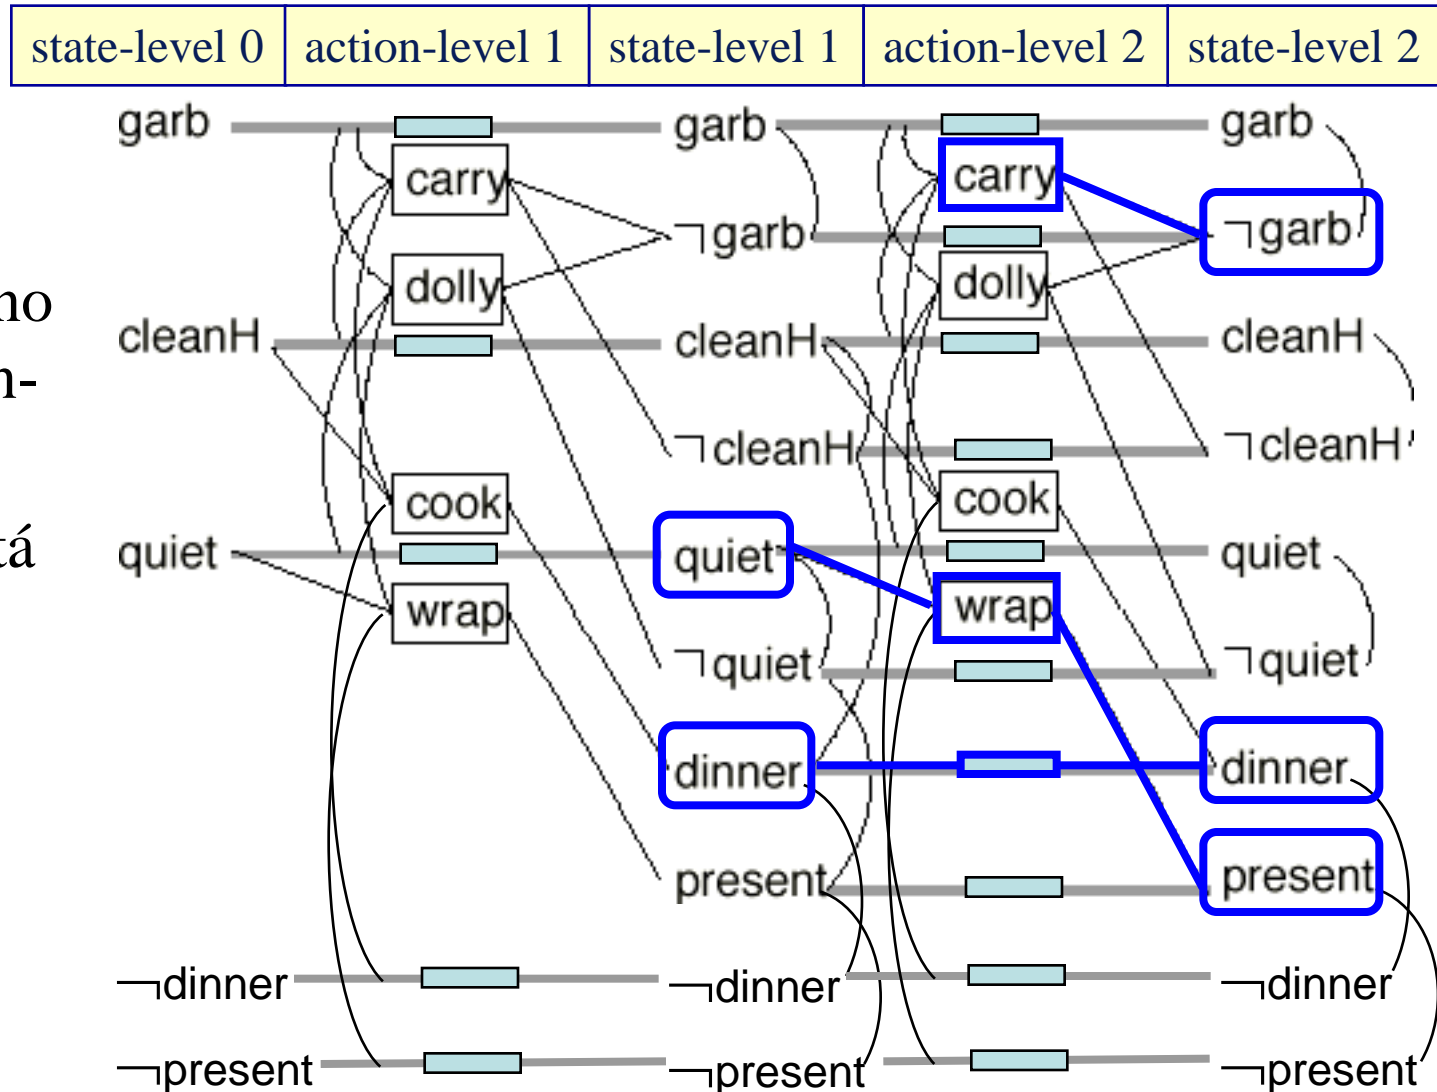 state-level 0 action-level 1 state-level 1 action-level 2 state-level 2
garb garb garb
carry carry
¬garb ¬garb
dolly dolly
cleanH cleanH cleanH
¬cleanH ¬cleanH
cook cook
quiet quiet quiet
wrap wrap
¬quiet ¬quiet
dinner dinner
present present
¬dinner ¬dinner ¬dinner
¬present ¬present ¬present